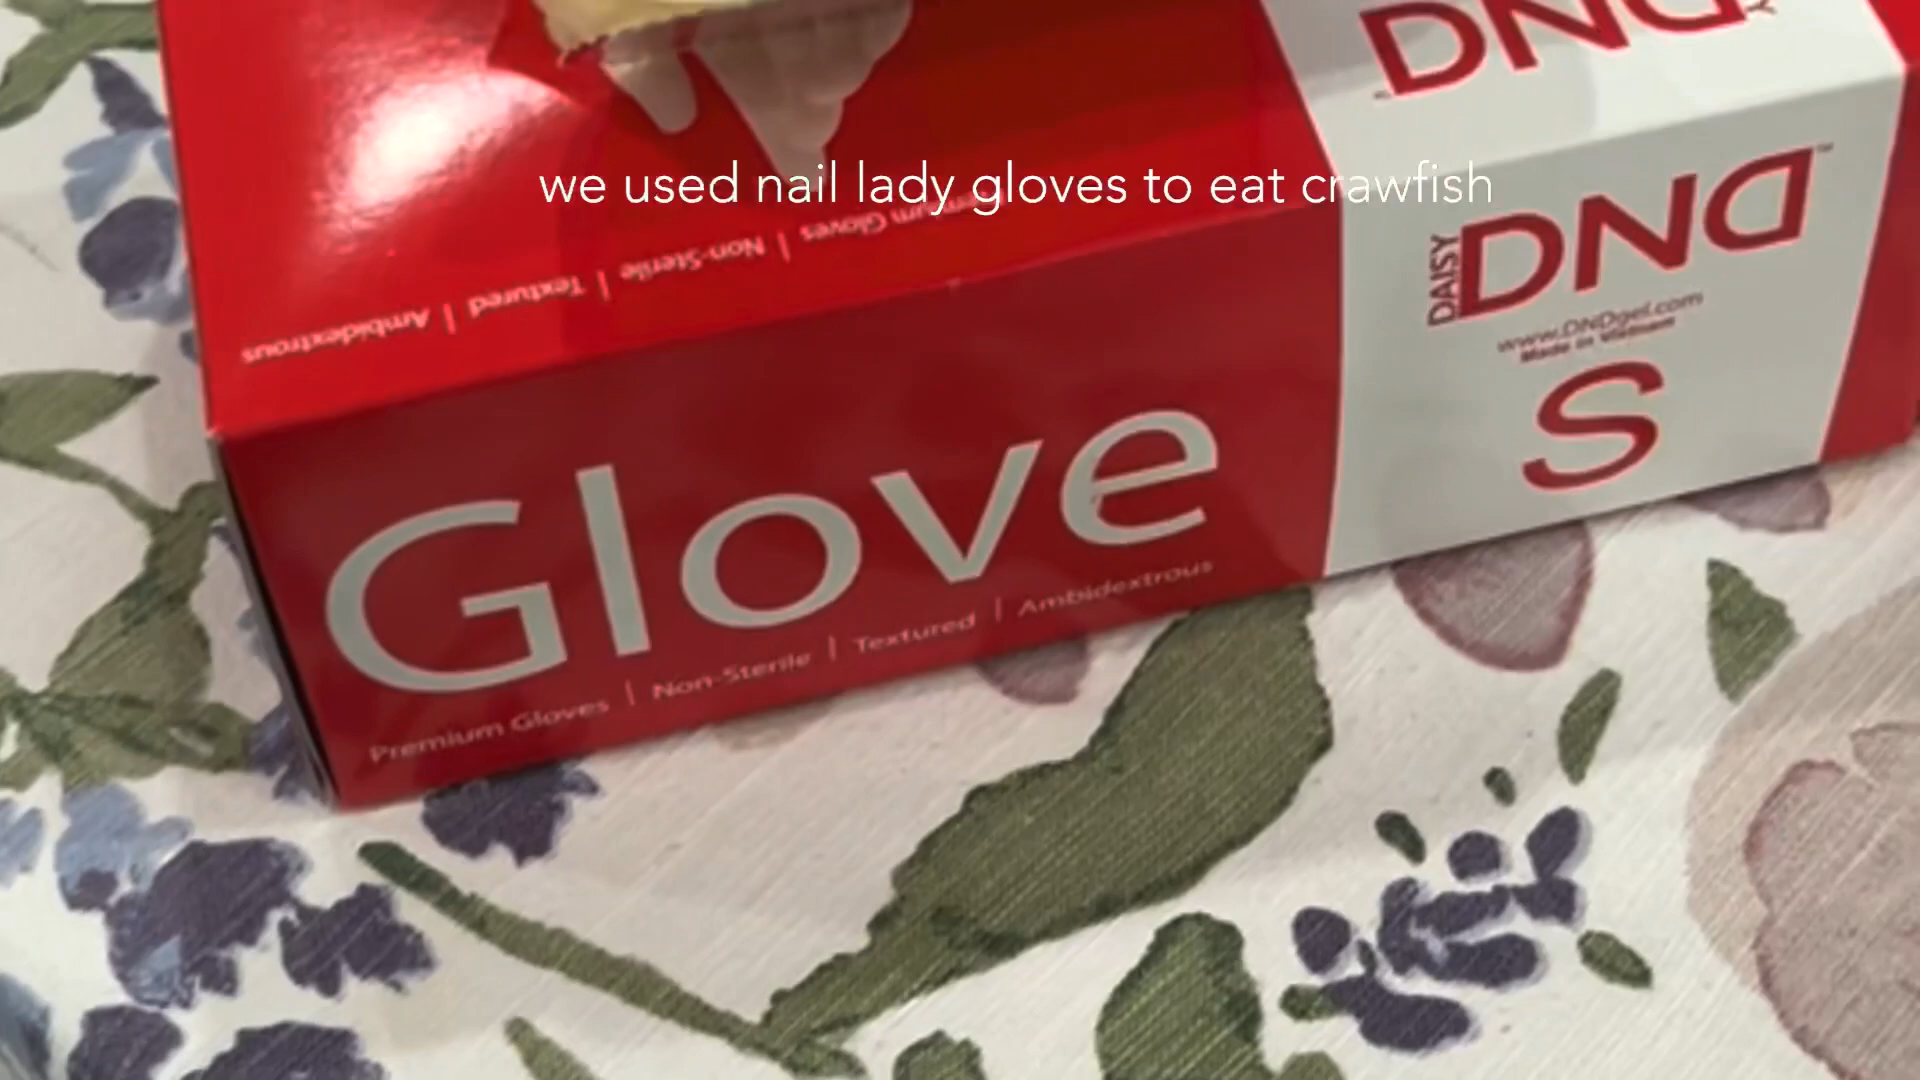 DND
we used nail lady gloves to eat crawfish
Premium Gloves | Non-Sterile | Textured | Ambidextrous
DAISY
DND™
www.DNDgel.com
Made in Vietnam
S
Glove
Premium Gloves | Non-Sterile | Textured | Ambidextrous